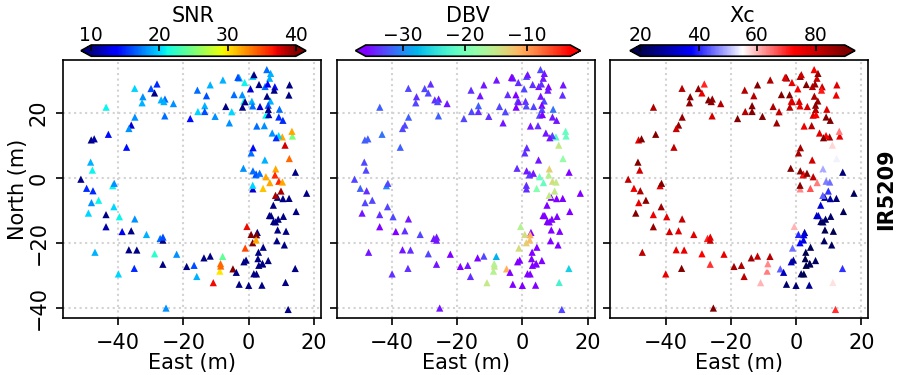 SNR DBV Xc
10 20 30 40 −30 −20 −10 20 40 60 80
North (m)
20
0
−20
−40
−40 −20 0 20 −40 −20 0 20 −40 −20 0 20
East (m) East (m) East (m)
IR5209